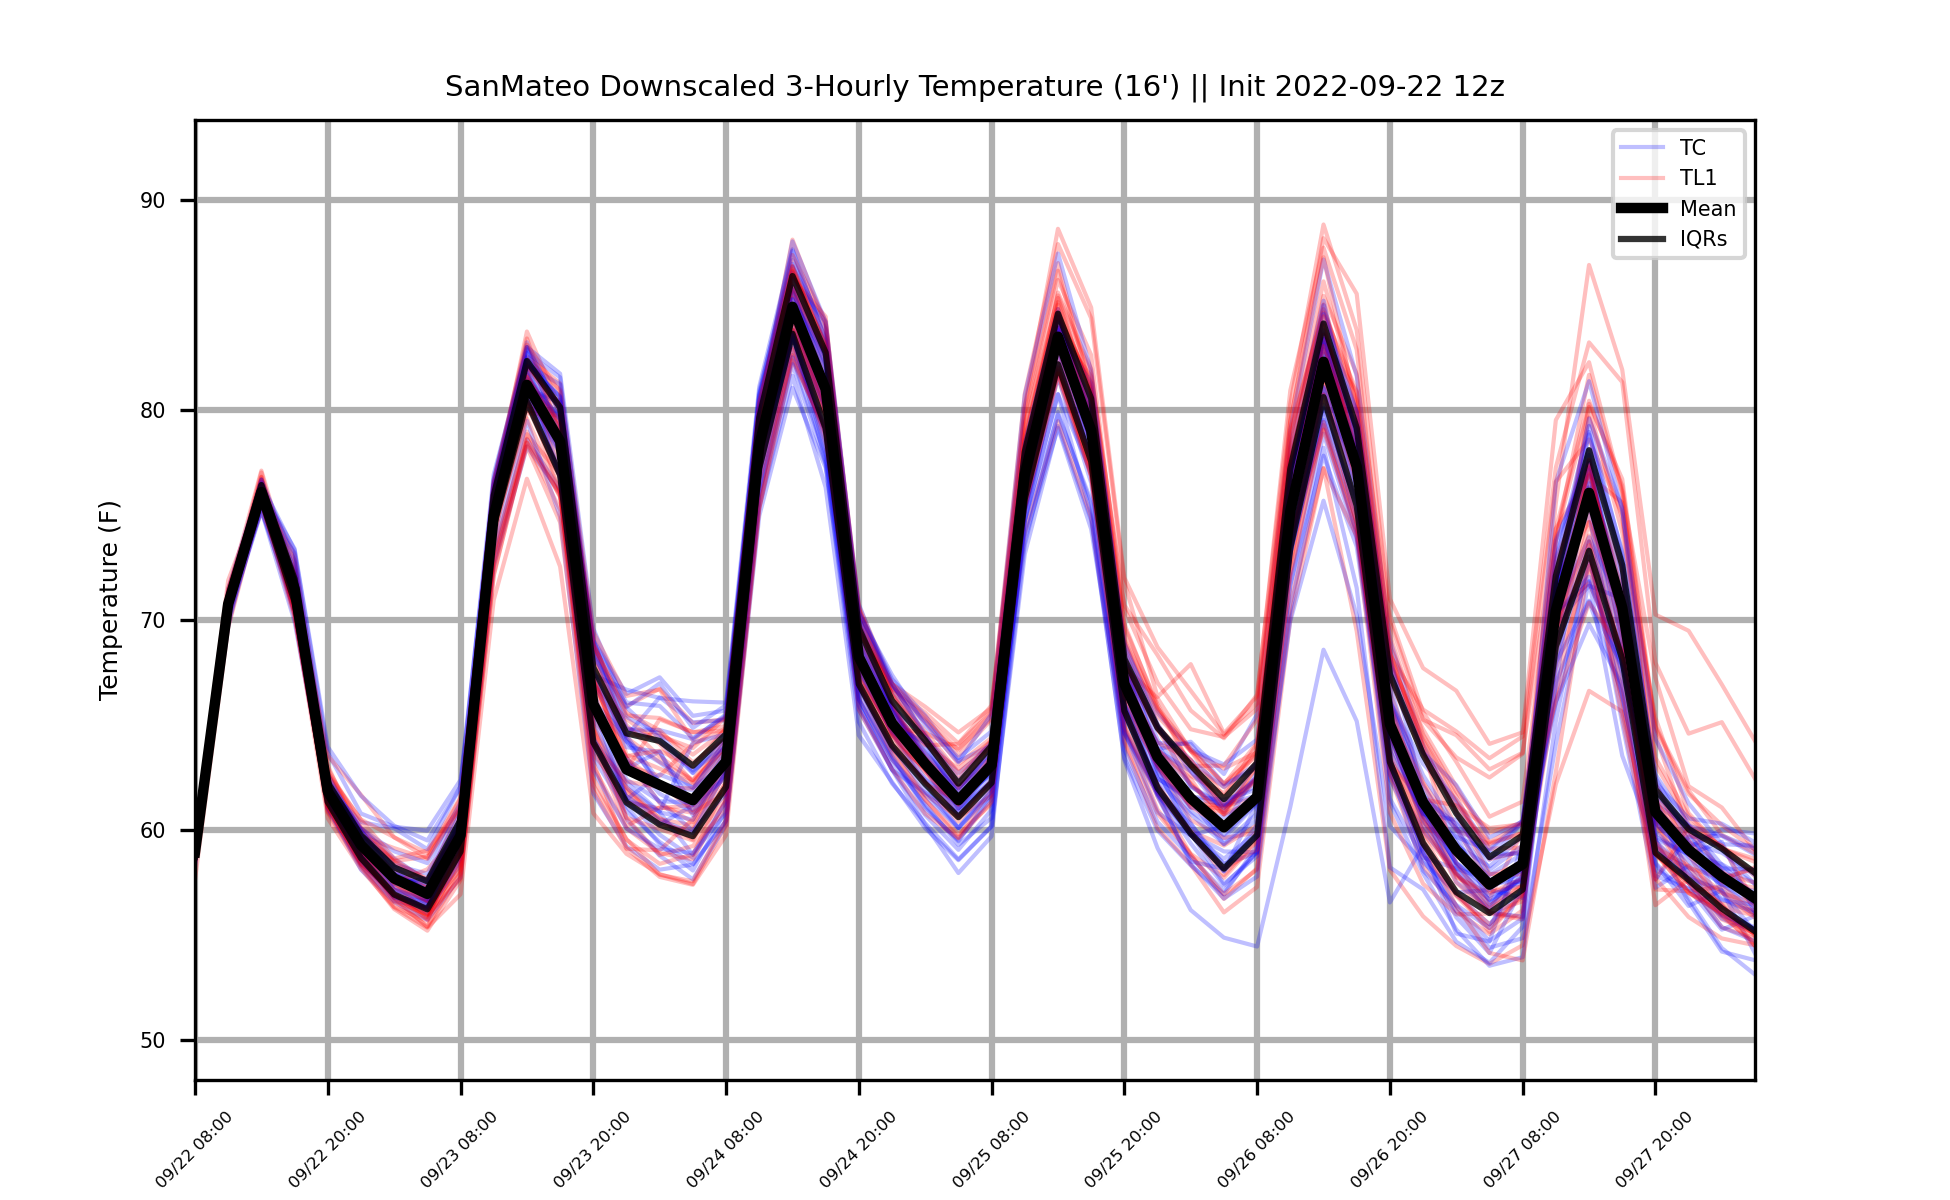 SanMateo Downscaled 3-Hourly Temperature (16') || Init 2022-09-22 12z
TC
TL1
Mean
IQRs
Temperature (F)
90
80
70
60
50
09/22 08:00
09/22 20:00
09/23 08:00
09/23 20:00
09/24 08:00
09/24 20:00
09/25 08:00
09/25 20:00
09/26 08:00
09/26 20:00
09/27 08:00
09/27 20:00